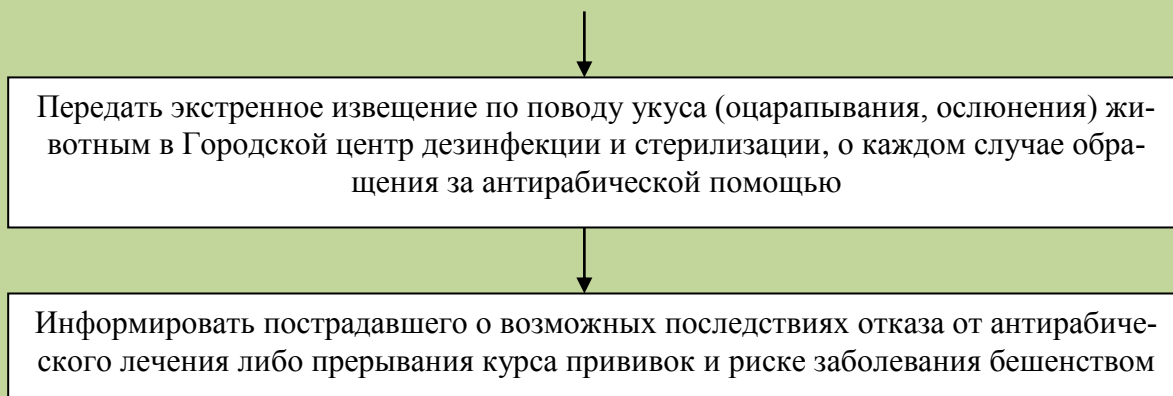 Передать экстренное извещение по поводу укуса (оцарапывания, ослюнения) жи-
вотным в Городской центр дезинфекции и стерилизации, о каждом случае обра-
щения за антирабической помощью
Информировать пострадавшего о возможных последствиях отказа от антирабиче-
ского лечения либо прерывания курса прививок и риске заболевания бешенством